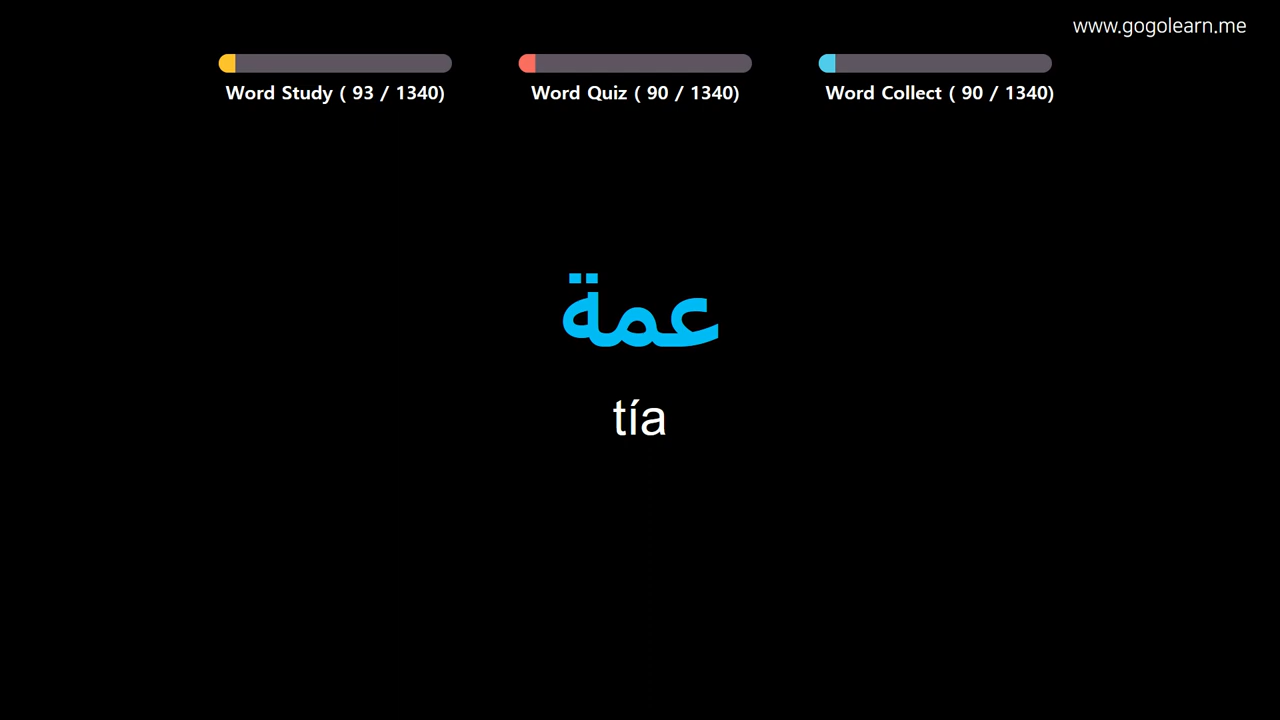 www.gogolearn.me
Word Study ( 93 / 1340)
Word Quiz ( 90 / 1340)
Word Collect ( 90 / 1340)
عمة
tía